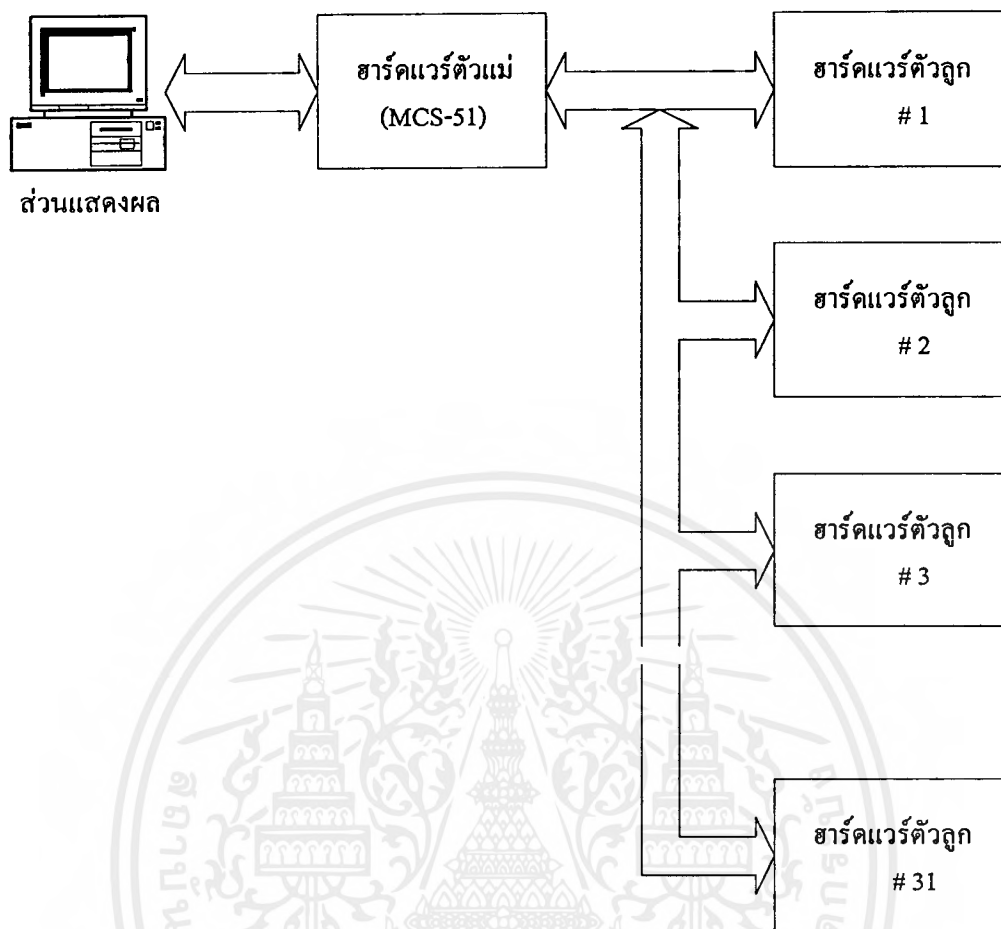 ฮาร์ดแวร์ตัวแม่
(MCS-51)
ส่วนแสดงผล
ฮาร์ดแวร์ตัวลูก
# 1
ฮาร์ดแวร์ตัวลูก
# 2
ฮาร์ดแวร์ตัวลูก
# 3
ฮาร์ดแวร์ตัวลูก
# 31